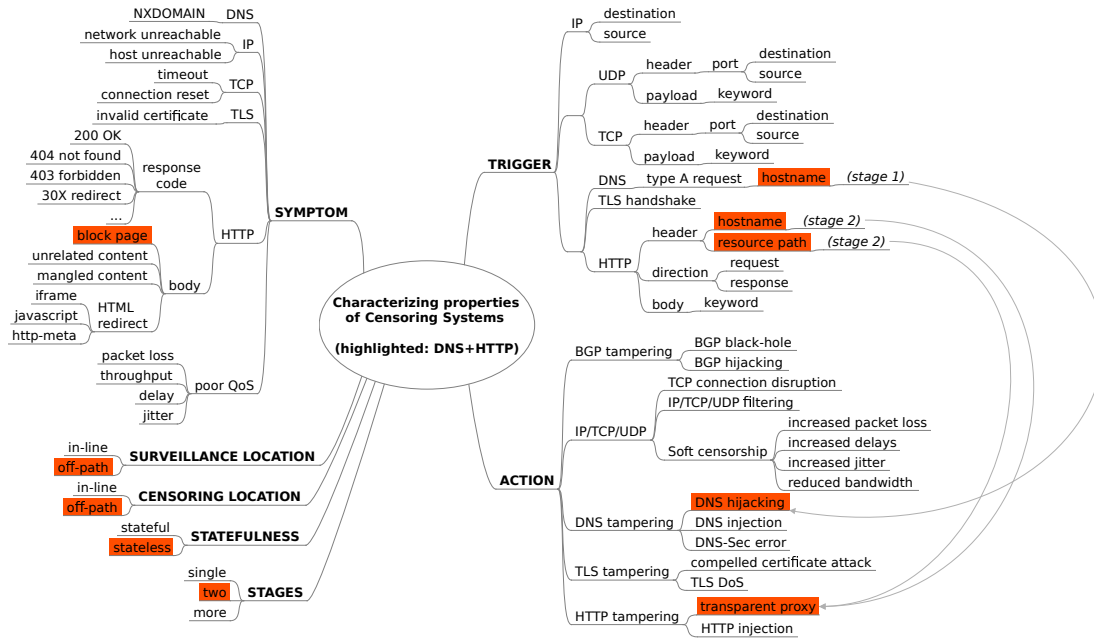 Characterizing properties
of Censoring Systems
(highlighted: DNS+HTTP)
SYMPTOM
DNS
NXDOMAIN
IP
network unreachable
host unreachable
TCP
timeout
connection reset
TLS
invalid certificate
HTTP
response
code
200 OK
404 not found
403 forbidden
30X redirect
...
body
block page
unrelated content
mangled content
HTML
redirect
iframe
javascript
http-meta
poor QoS
packet loss
throughput
delay
jitter
SURVEILLANCE LOCATION
in-line
off-path
CENSORING LOCATION
in-line
off-path
STATEFULNESS
stateful
stateless
STAGES
single
two
more
TRIGGER
IP
destination
source
UDP
header
port
destination
source
payload
keyword
TCP
header
port
destination
source
payload
keyword
DNS
type A request
hostname
(stage 1)
TLS handshake
HTTP
header
hostname
(stage 2)
resource path
(stage 2)
direction
request
response
body
keyword
ACTION
BGP tampering
BGP black-hole
BGP hijacking
IP/TCP/UDP
TCP connection disruption
IP/TCP/UDP filtering
Soft censorship
increased packet loss
increased delays
increased jitter
reduced bandwidth
DNS tampering
DNS hijacking
DNS injection
DNS-Sec error
TLS tampering
compelled certificate attack
TLS DoS
HTTP tampering
transparent proxy
HTTP injection